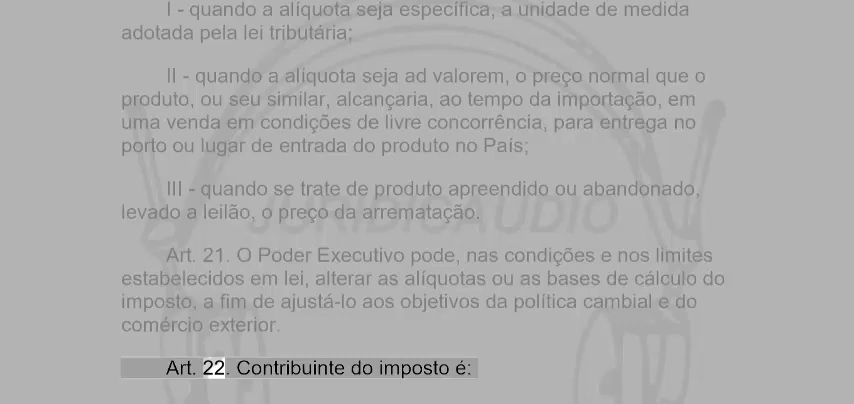 I - quando a alíquota seja específica, a unidade de medida
adotada pela lei tributária;
II - quando a alíquota seja ad valorem, o preço normal que o
produto, ou seu similar, alcançaria, ao tempo da importação, em
uma venda em condições de livre concorrência, para entrega no
porto ou lugar de entrada do produto no País;
III - quando se trate de produto apreendido ou abandonado,
levado a leilão, o preço da arrematação.
JURIDICAUDIO
Art. 21. O Poder Executivo pode, nas condições e nos limites
estabelecidos em lei, alterar as alíquotas ou as bases de cálculo do
imposto, a fim de ajustá-lo aos objetivos da política cambial e do
comércio exterior.
Art. 22. Contribuinte do imposto é: